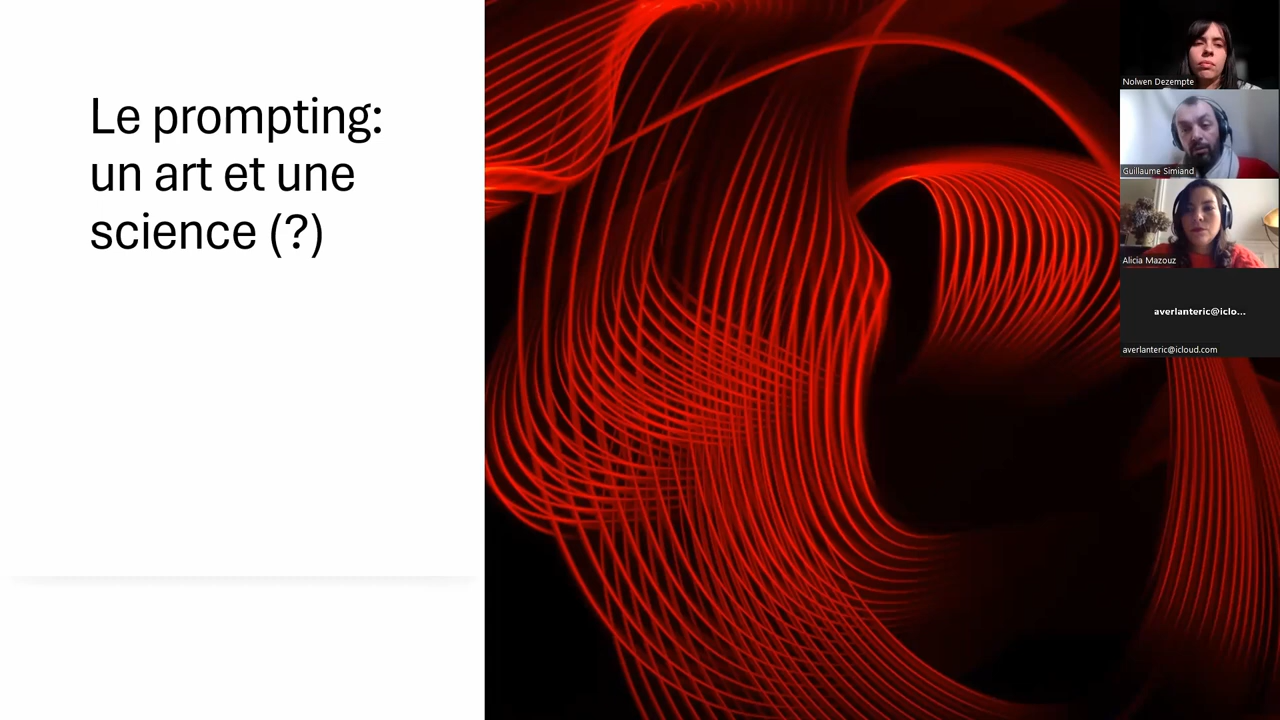 Le prompting:
un art et une
science (?)
Nolwen Dezempte
Guillaume Simiand
Alicia Mazouz
averlanteric@iclo...
averlanteric@icloud.com